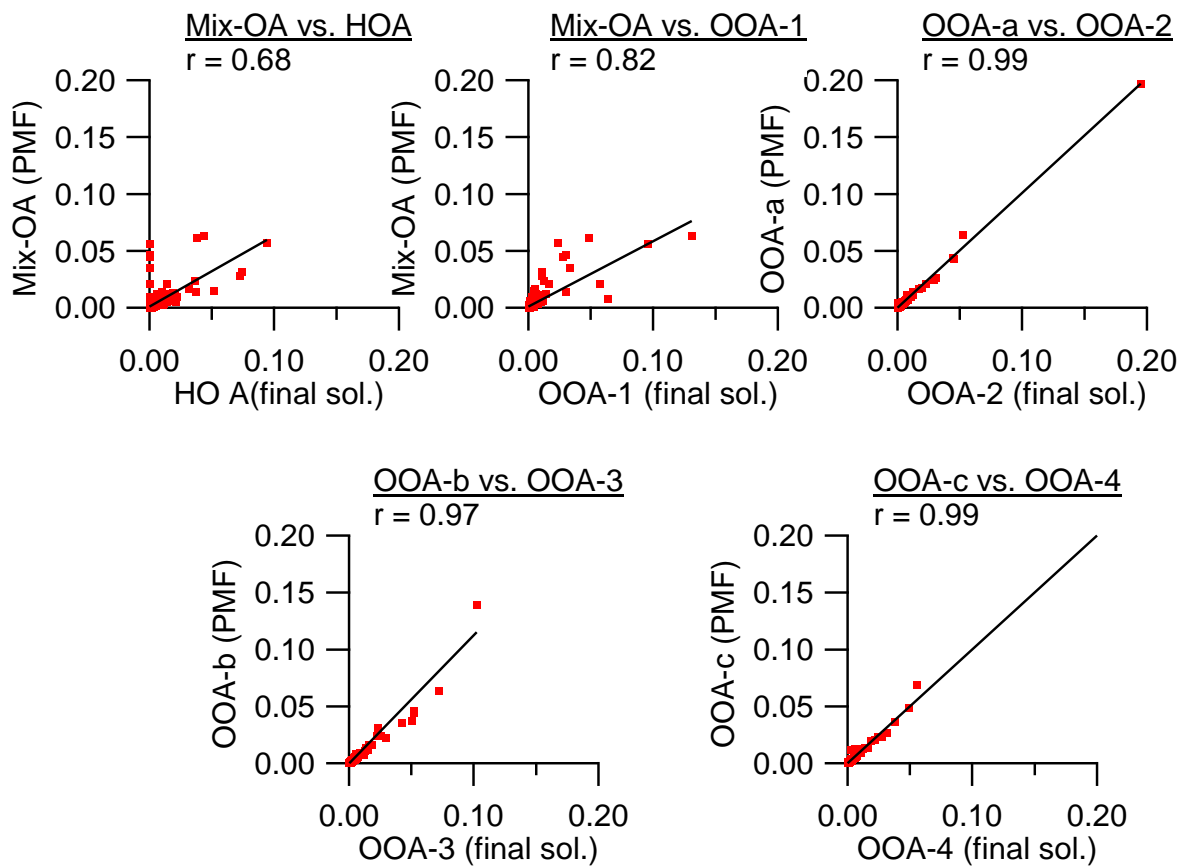 Mix-OA vs. HOA
r = 0.68
Mix-OA (PMF)
0.20
0.15
0.10
0.05
0.00
0.00 0.10 0.20
HO A(final sol.)
Mix-OA vs. OOA-1
r = 0.82
Mix-OA (PMF)
0.20
0.15
0.10
0.05
0.00
0.00 0.10 0.20
OOA-1 (final sol.)
OOA-a vs. OOA-2
r = 0.99
OOA-a (PMF)
0.20
0.15
0.10
0.05
0.00
0.00 0.10 0.20
OOA-2 (final sol.)
OOA-b vs. OOA-3
r = 0.97
OOA-b (PMF)
0.20
0.15
0.10
0.05
0.00
0.00 0.10 0.20
OOA-3 (final sol.)
OOA-c vs. OOA-4
r = 0.99
OOA-c (PMF)
0.20
0.15
0.10
0.05
0.00
0.00 0.10 0.20
OOA-4 (final sol.)